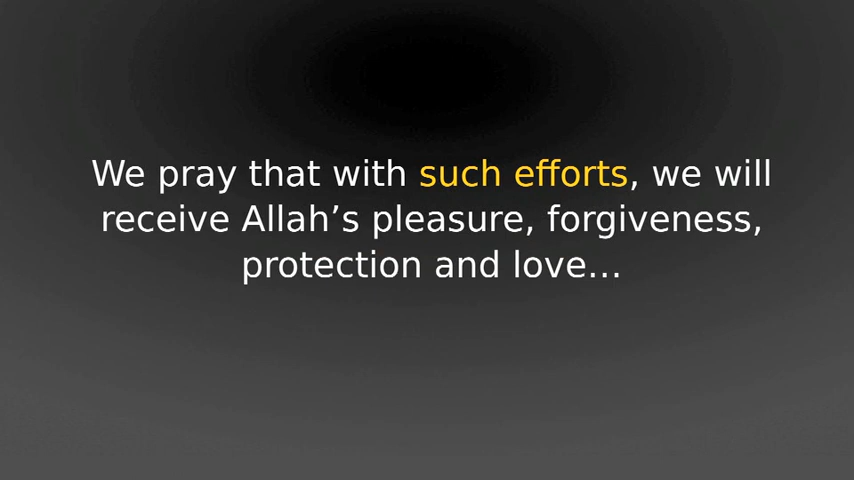 We pray that with such efforts, we will
receive Allah’s pleasure, forgiveness,
protection and love...